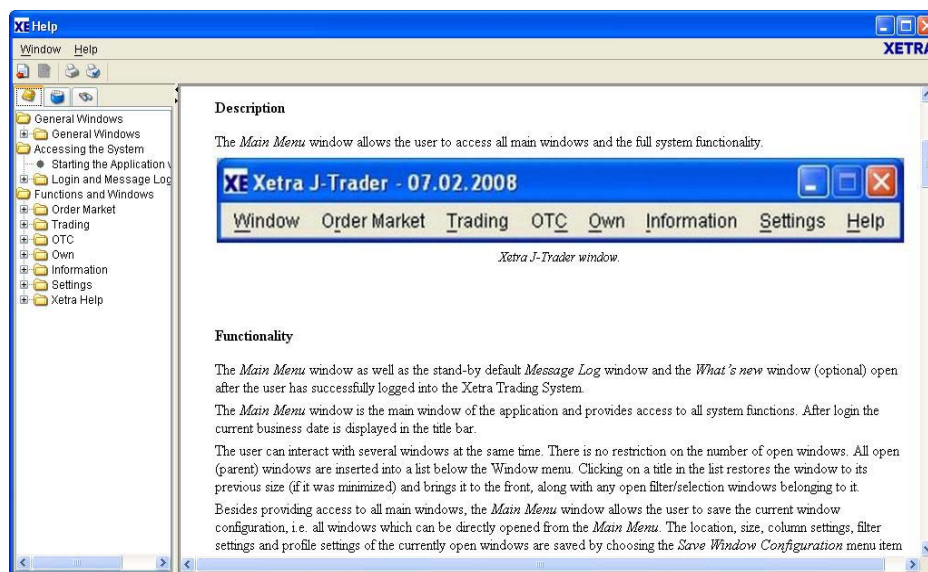 XE Help
Window Help
XETRA
General Windows
General Windows
Accessing the System
Starting the Application
Login and Message Log
Functions and Windows
Order Market
Trading
OTC
Own
Information
Settings
Xetra Help
Description
The Main Menu window allows the user to access all main windows and the full system functionality.
XE Xetra J-Trader - 07.02.2008
Window Order Market Trading OTC Own Information Settings Help
Xetra J-Trader window.
Functionality
The Main Menu window as well as the stand-by default Message Log window and the What's new window (optional) open
after the user has successfully logged into the Xetra Trading System.
The Main Menu window is the main window of the application and provides access to all system functions. After login the
current business date is displayed in the title bar.
The user can interact with several windows at the same time. There is no restriction on the number of open windows. All open
(parent) windows are inserted into a list below the Window menu. Clicking on a title in the list restores the window to its
previous size (if it was minimized) and brings it to the front, along with any open filter/selection windows belonging to it.
Besides providing access to all main windows, the Main Menu window allows the user to save the current window
configuration, i.e. all windows which can be directly opened from the Main Menu. The location, size, column settings, filter
settings and profile settings of the currently open windows are saved by choosing the Save Window Configuration menu item